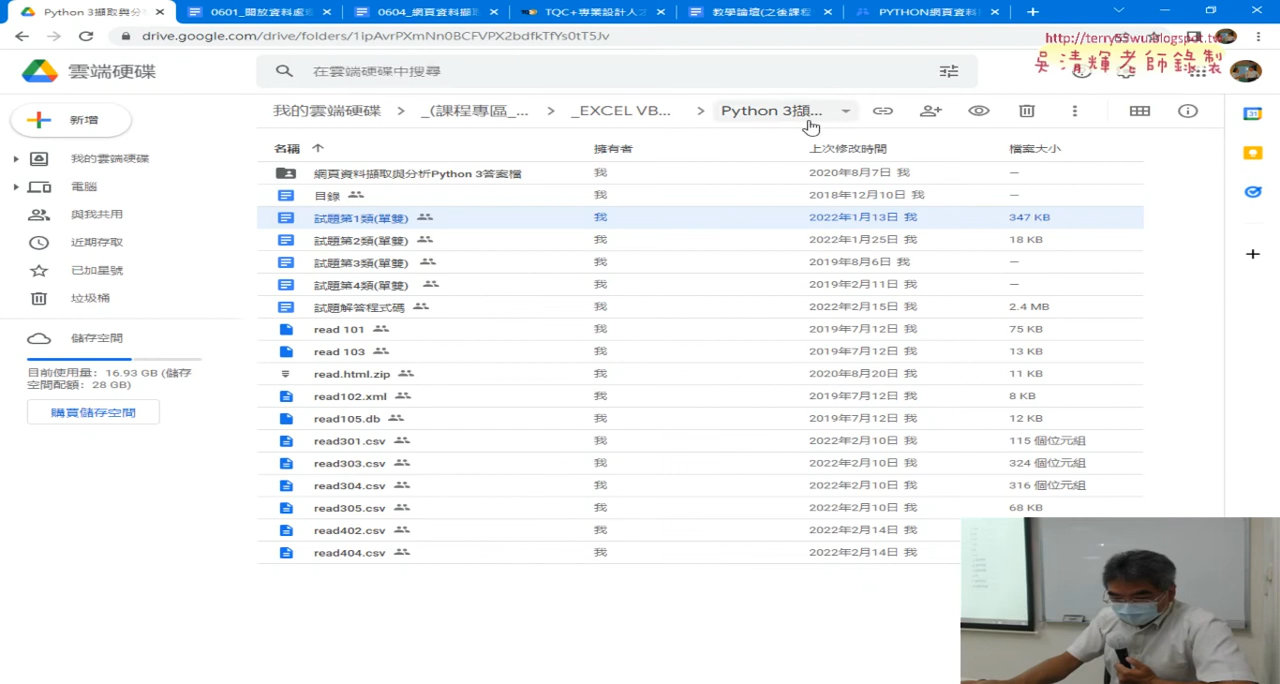 Python 3擷取與分
0601_開放資料處
0604_網頁資料擷
TQC+專業設計人才
教學論壇(之後課程
PYTHON網頁資料
drive.google.com/drive/folders/1ipAvrPXmNn0BCFVPX2bdfkTfYs0tT5Jv
http://terry55wu.blogspot.tw
吳清輝老師錄製
雲端硬碟
在雲端硬碟中搜尋
新增
我的雲端硬碟
電腦
與我共用
近期存取
已加星號
垃圾桶
儲存空間
目前使用量: 16.93 GB (儲存
空間配額: 28 GB)
購買儲存空間
我的雲端硬碟 > _(課程專區_... > _EXCEL VB... > Python 3擷...
名稱 擁有者 上次修改時間 檔案大小
網頁資料擷取與分析Python 3答案檔 我 2020年8月7日 我 —
目錄 我 2018年12月10日 我 —
試題第1類(單雙) 我 2022年1月13日 我 347 KB
試題第2類(單雙) 我 2022年1月25日 我 18 KB
試題第3類(單雙) 我 2019年8月6日 我 —
試題第4類(單雙) 我 2019年2月11日 我 —
試題解答程式碼 我 2022年2月15日 我 2.4 MB
read 101 我 2019年7月12日 我 75 KB
read 103 我 2019年7月12日 我 13 KB
read.html.zip 我 2020年8月20日 我 11 KB
read102.xml 我 2019年7月12日 我 8 KB
read105.db 我 2019年7月12日 我 12 KB
read301.csv 我 2022年2月10日 我 115 個位元組
read303.csv 我 2022年2月10日 我 324 個位元組
read304.csv 我 2022年2月10日 我 316 個位元組
read305.csv 我 2022年2月10日 我 68 KB
read402.csv 我 2022年2月14日 我
read404.csv 我 2022年2月14日 我